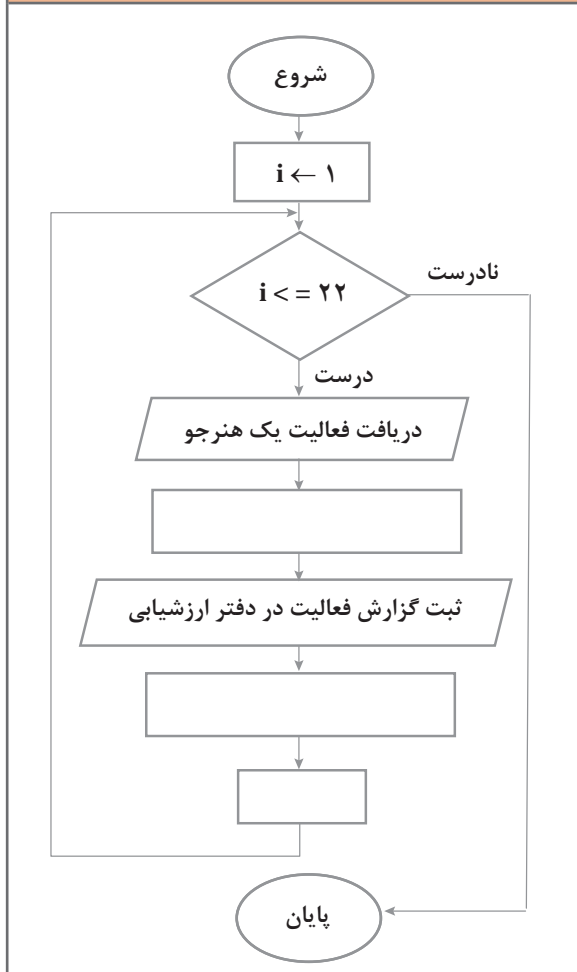 شروع
i ← ۱
i < = ۲۲
نادرست
درست
دریافت فعالیت یک هنرجو
ثبت گزارش فعالیت در دفتر ارزشیابی
پایان